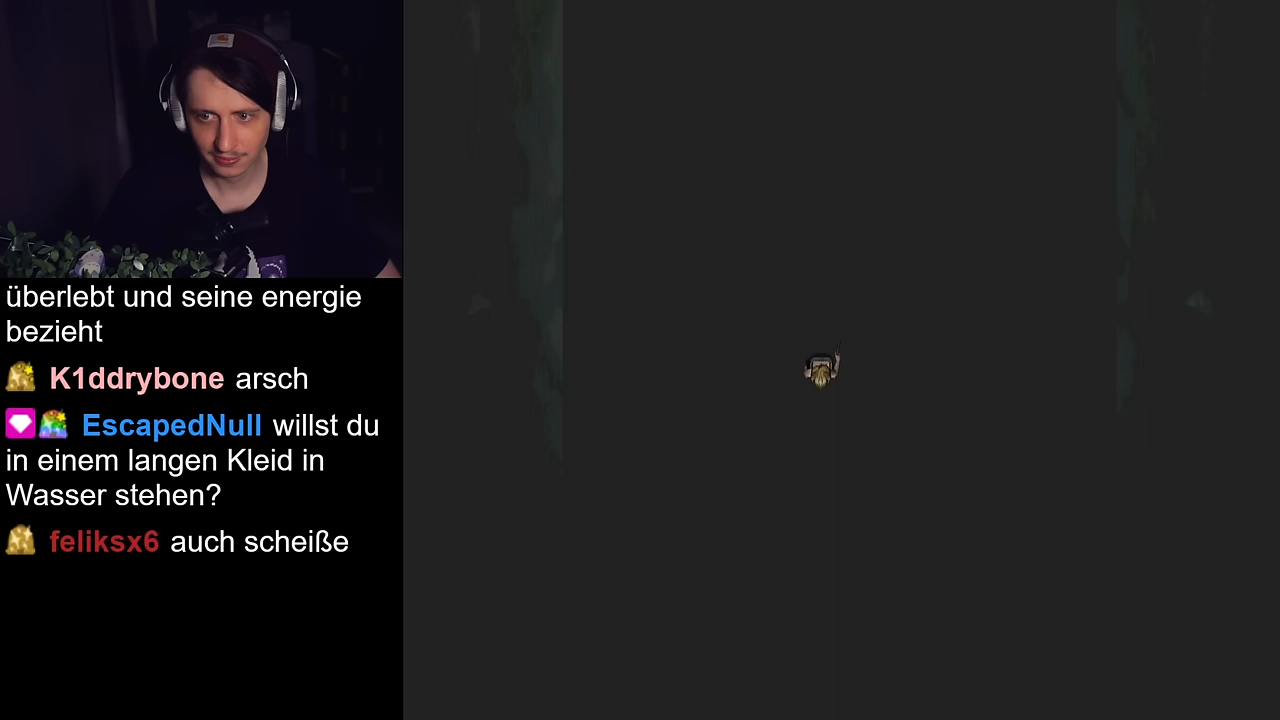 überlebt und seine energie
bezieht
K1ddrybone arsch
EscapedNull willst du
in einem langen Kleid in
Wasser stehen?
feliksx6 auch scheiße